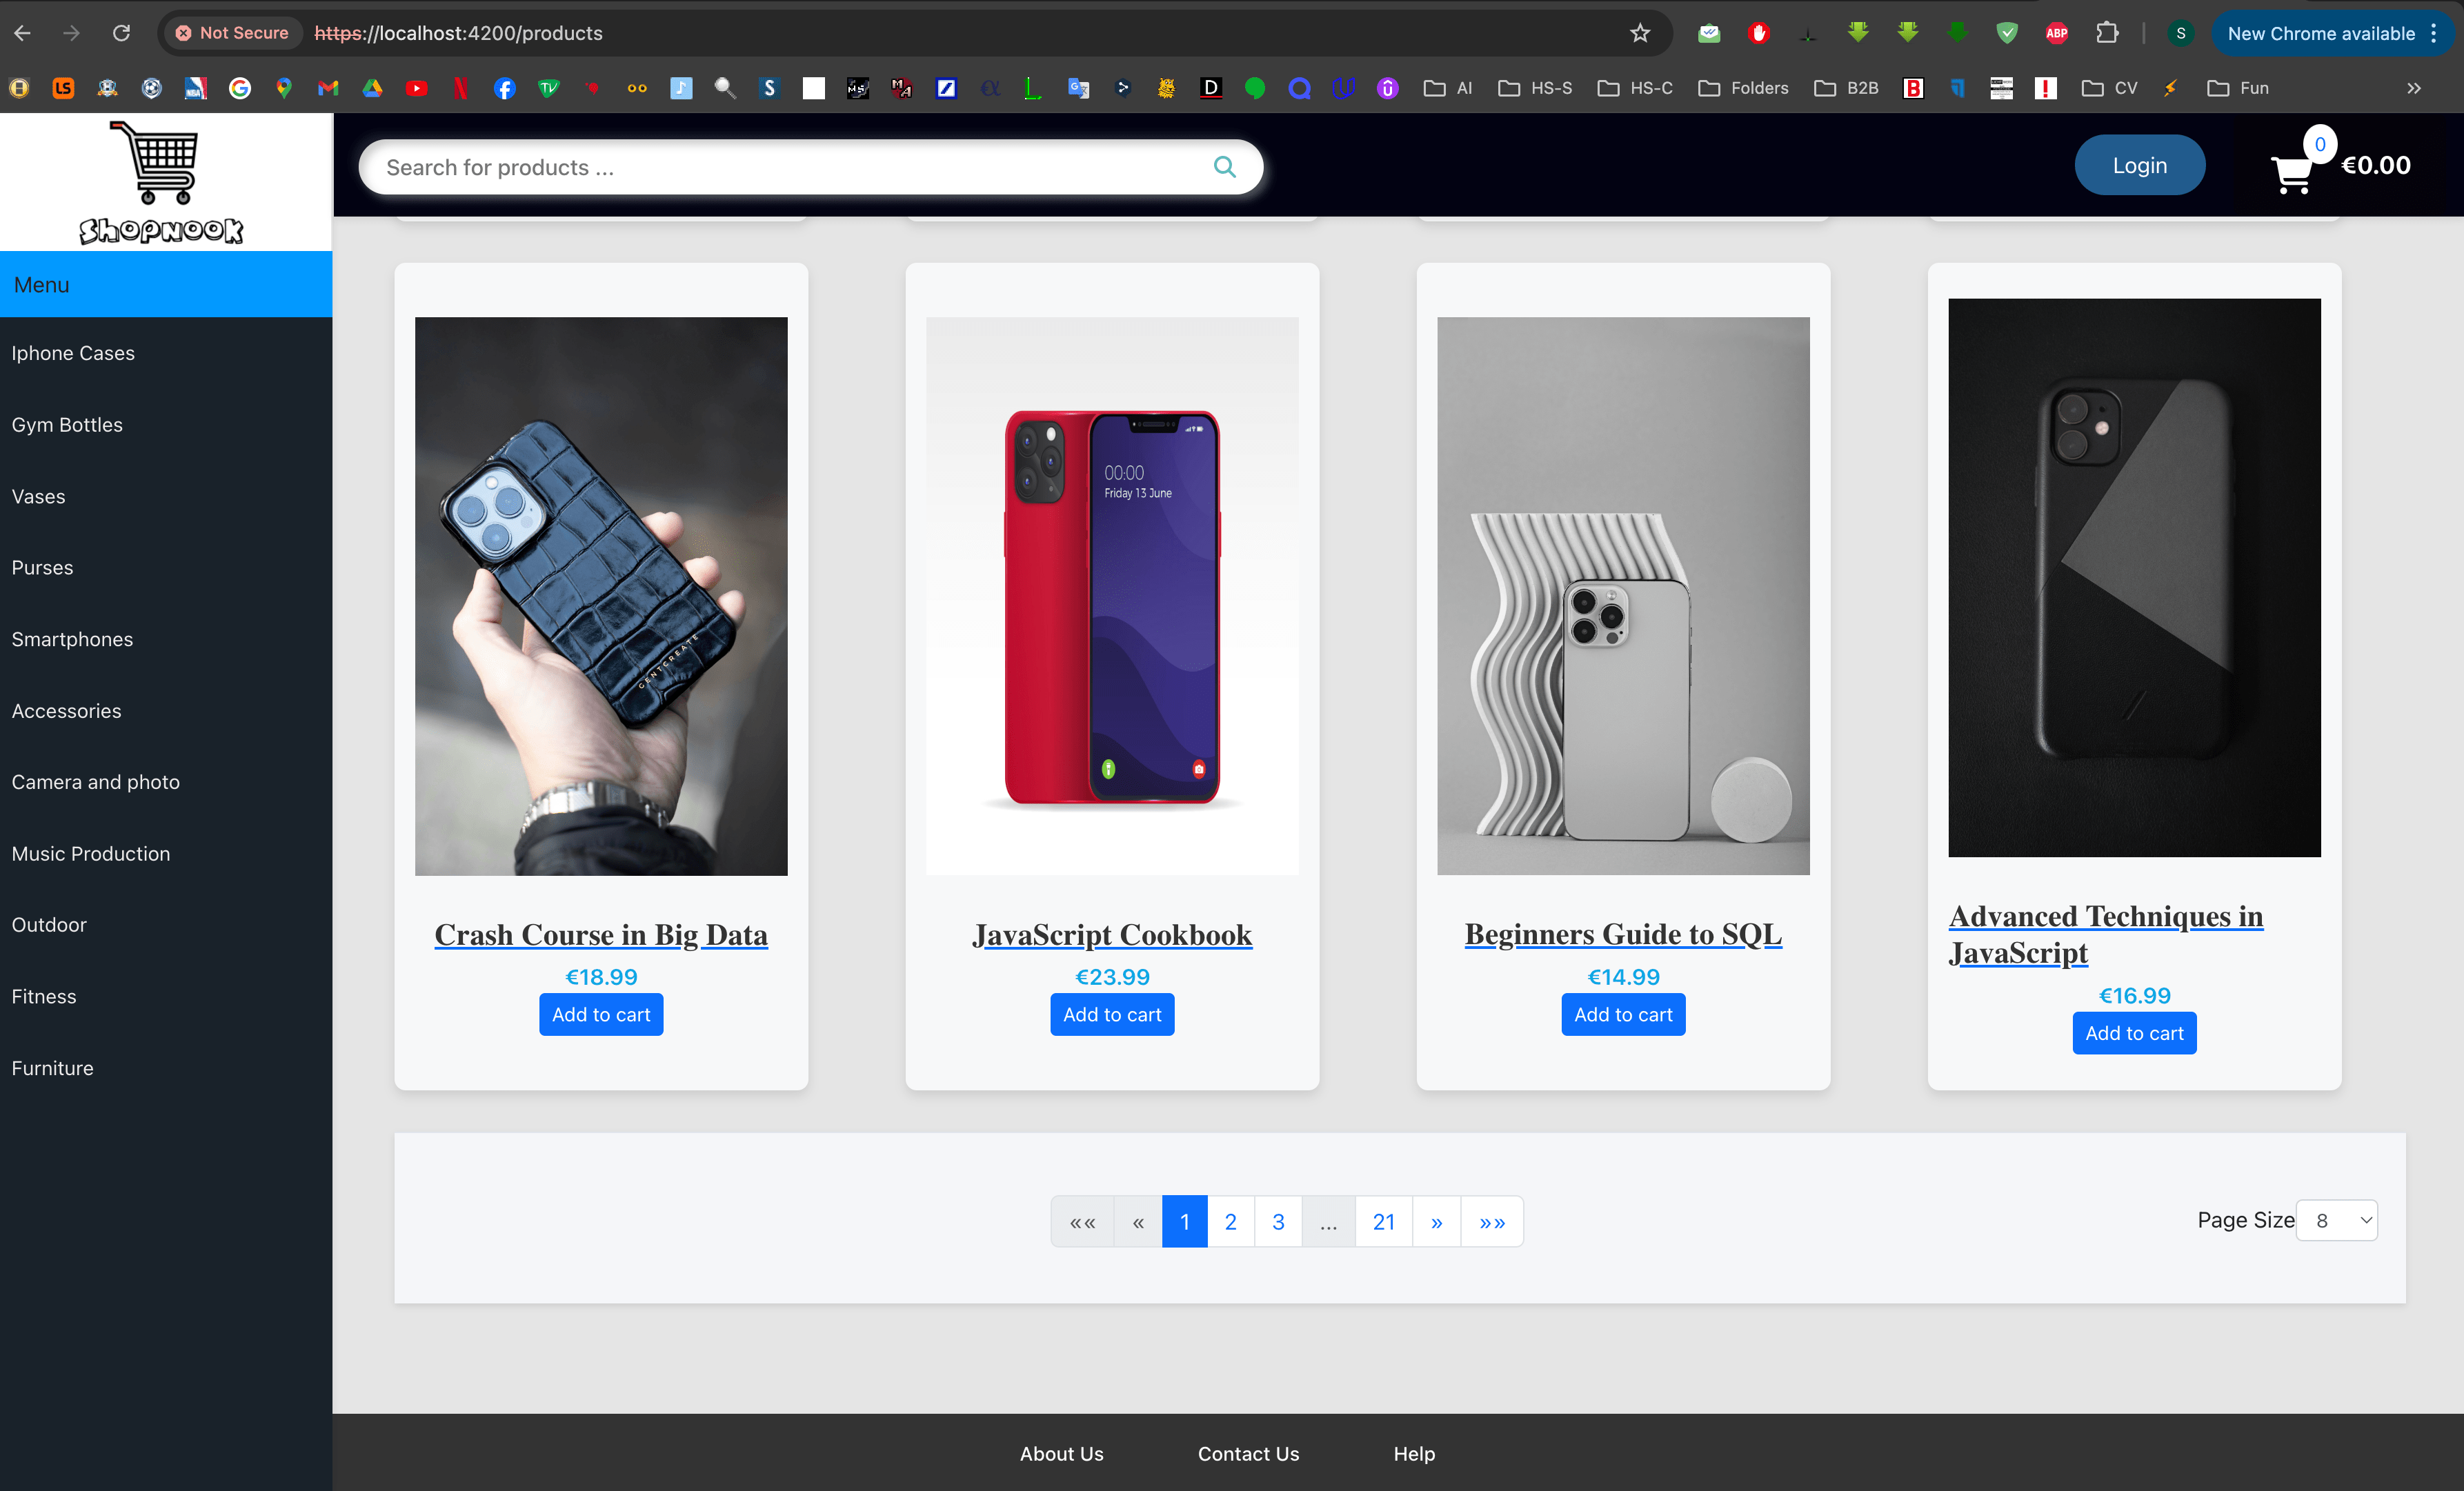 Not Secure
https://localhost:4200/products
ABP
S
New Chrome available
LS
TV
S
D
AI
HS-S
HS-C
Folders
B2B
B
CV
Fun
»
Shopnook
Search for products ...
Login
0
€0.00
Menu
Iphone Cases
Gym Bottles
Vases
Purses
Smartphones
Accessories
Camera and photo
Music Production
Outdoor
Fitness
Furniture
CENTCREATE
Crash Course in Big Data
€18.99
Add to cart
00:00
Friday 13 June
JavaScript Cookbook
€23.99
Add to cart
Beginners Guide to SQL
€14.99
Add to cart
Advanced Techniques in
JavaScript
€16.99
Add to cart
«« « 1 2 3 ... 21 » »»
Page Size 8
About Us Contact Us Help